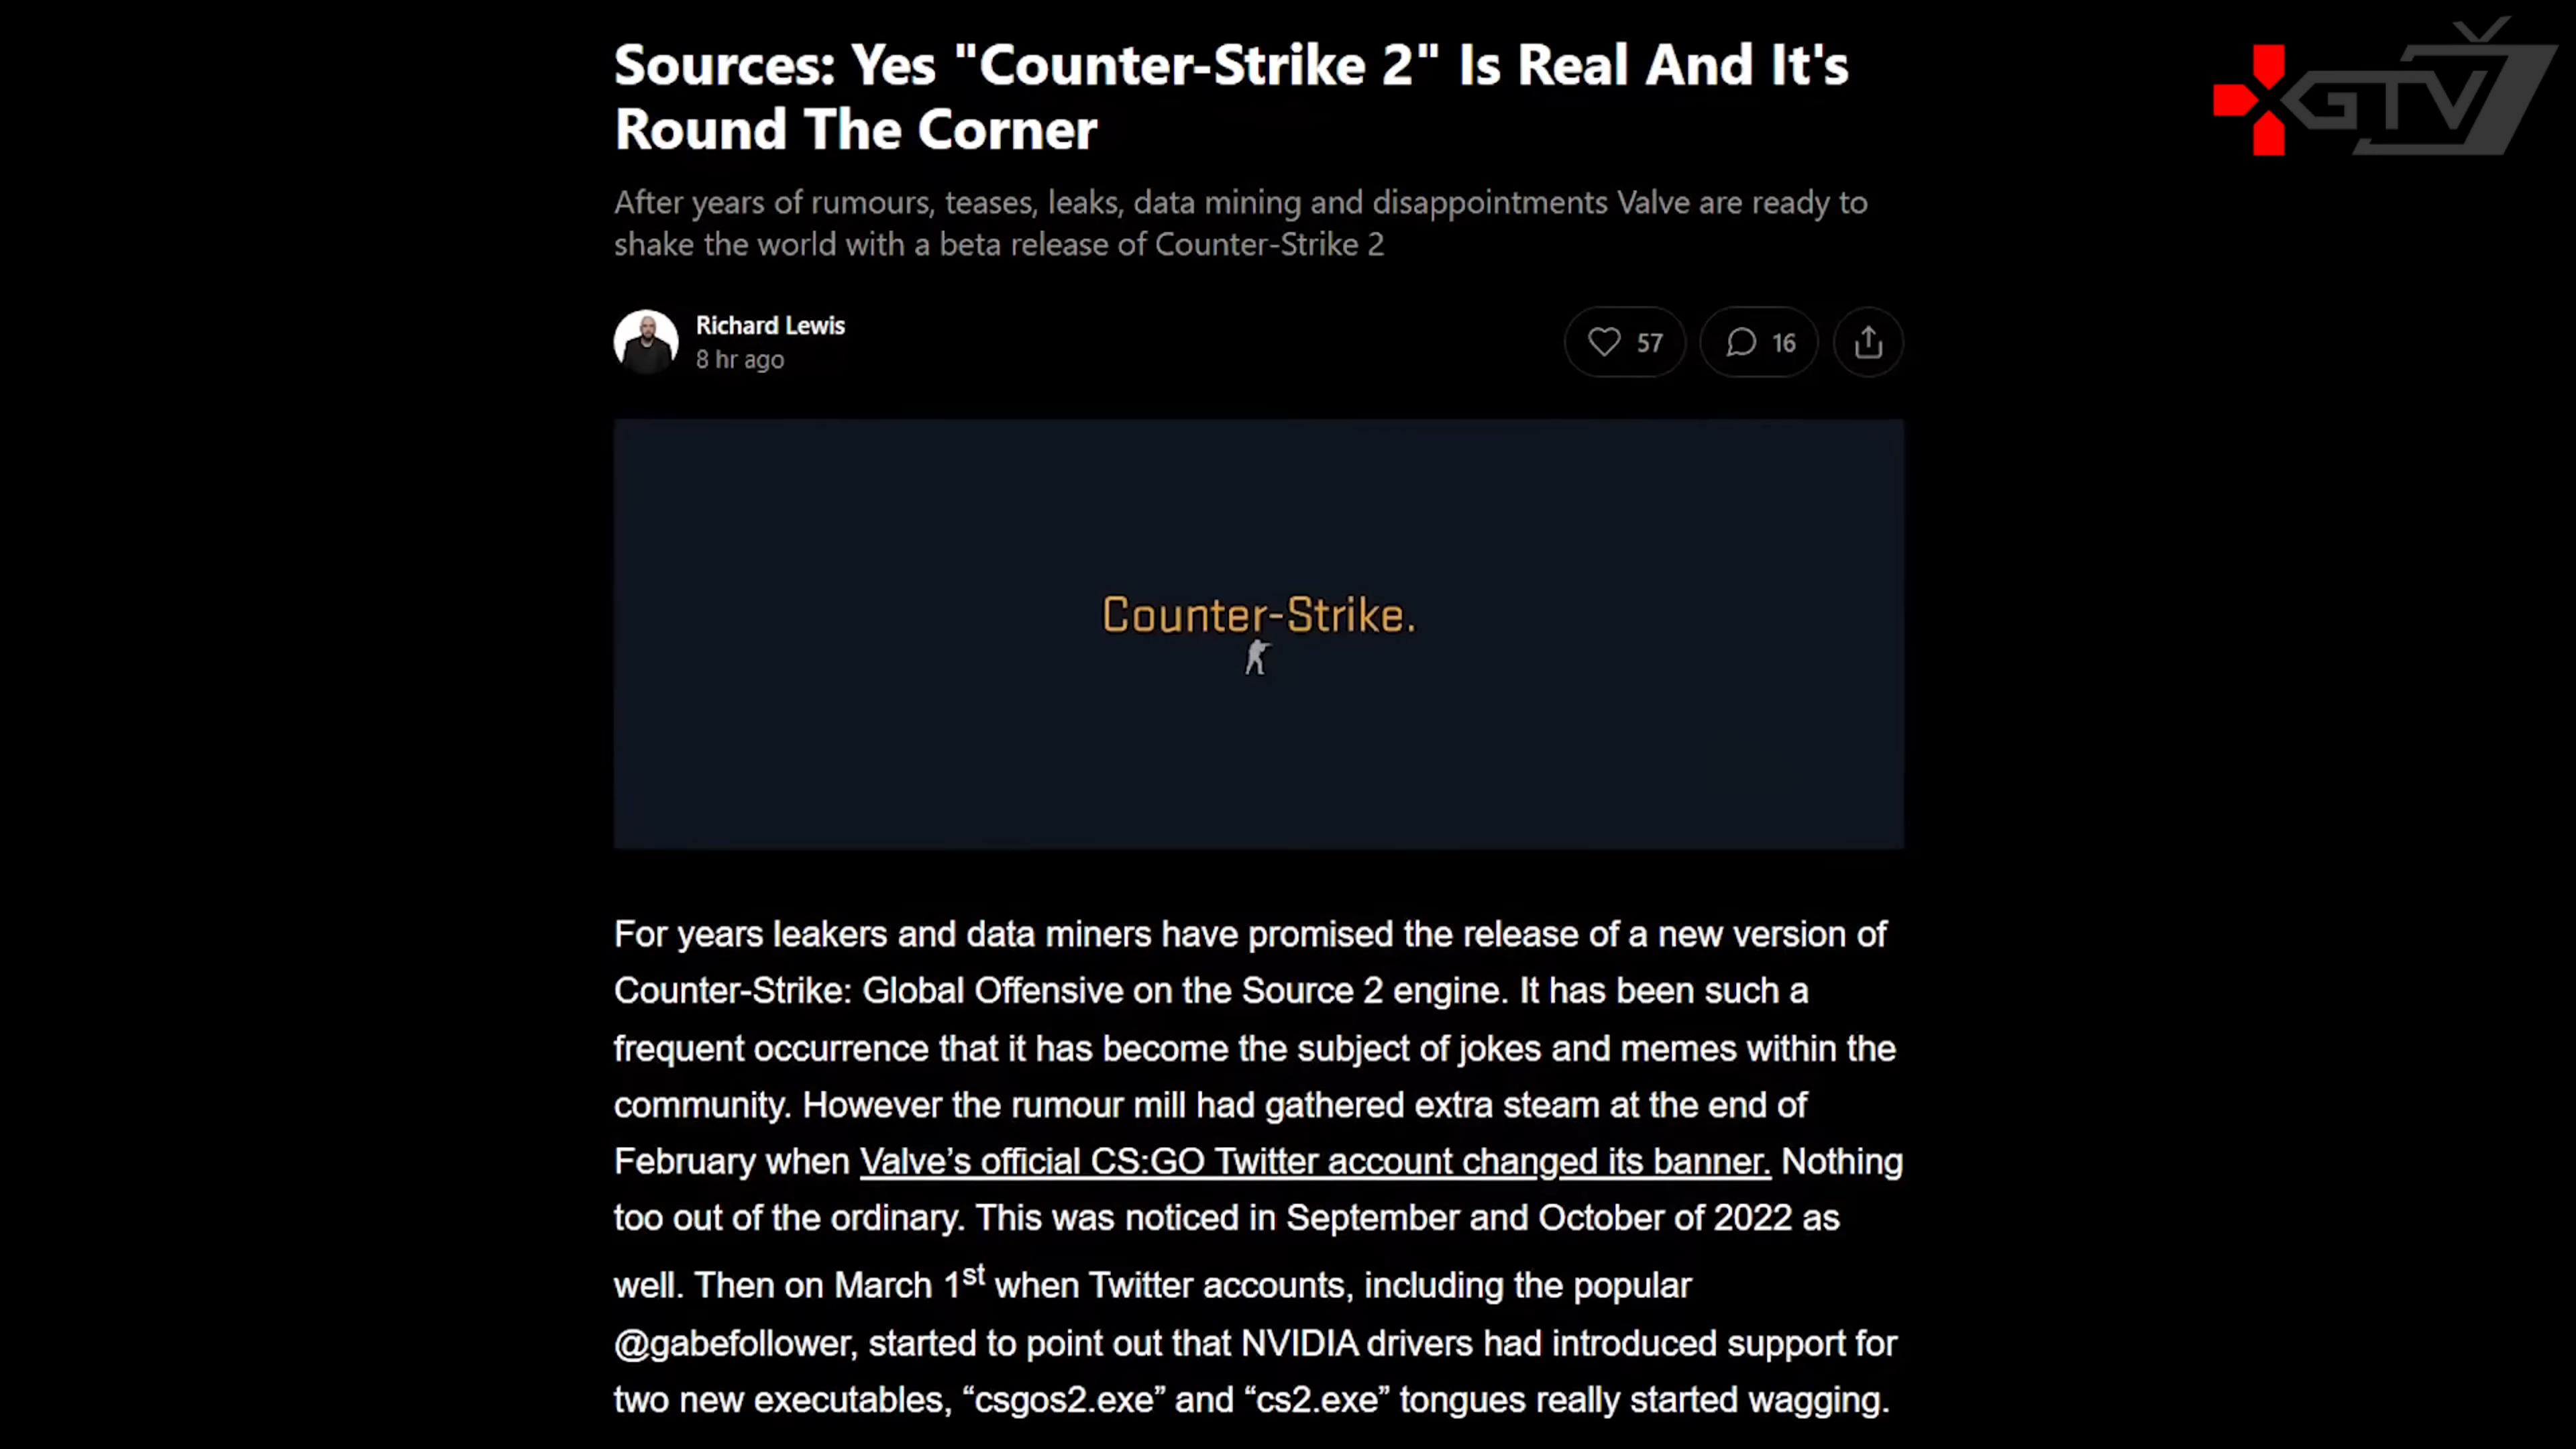 Sources: Yes "Counter-Strike 2" Is Real And It's
Round The Corner
GTV
After years of rumours, teases, leaks, data mining and disappointments Valve are ready to
shake the world with a beta release of Counter-Strike 2
Richard Lewis
8 hr ago
57
16
Counter-Strike.
For years leakers and data miners have promised the release of a new version of
Counter-Strike: Global Offensive on the Source 2 engine. It has been such a
frequent occurrence that it has become the subject of jokes and memes within the
community. However the rumour mill had gathered extra steam at the end of
February when Valve’s official CS:GO Twitter account changed its banner. Nothing
too out of the ordinary. This was noticed in September and October of 2022 as
well. Then on March 1st when Twitter accounts, including the popular
@gabefollower, started to point out that NVIDIA drivers had introduced support for
two new executables, “csgos2.exe” and “cs2.exe” tongues really started wagging.